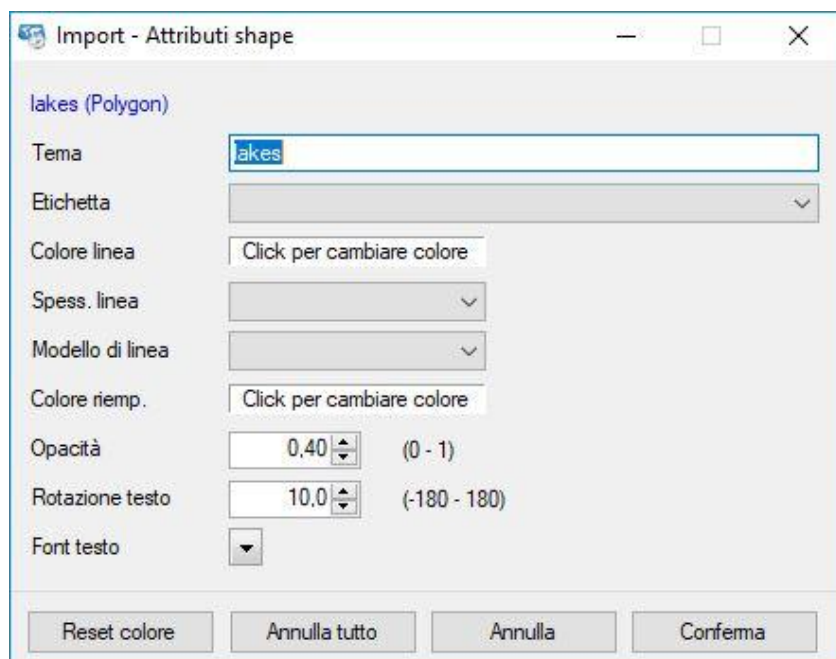 Import - Attributi shape
lakes (Polygon)
Tema lakes
Etichetta
Colore linea Click per cambiare colore
Spess. linea
Modello di linea
Colore riemp. Click per cambiare colore
Opacità 0,40 (0 - 1)
Rotazione testo 10,0 (-180 - 180)
Font testo
Reset colore Annulla tutto Annulla Conferma